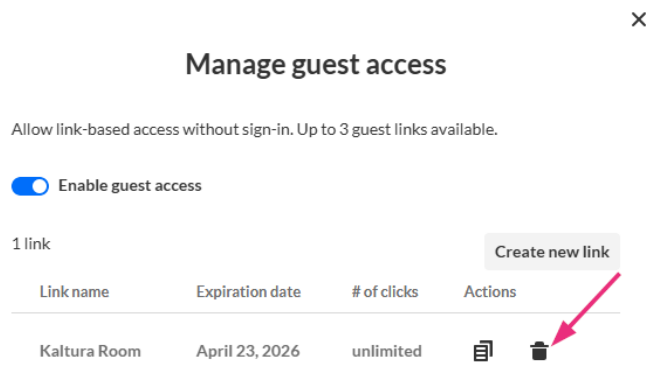 Manage guest access
Allow link-based access without sign-in. Up to 3 guest links available.
Enable guest access
1 link
Create new link
Link name Expiration date # of clicks Actions
Kaltura Room April 23, 2026 unlimited